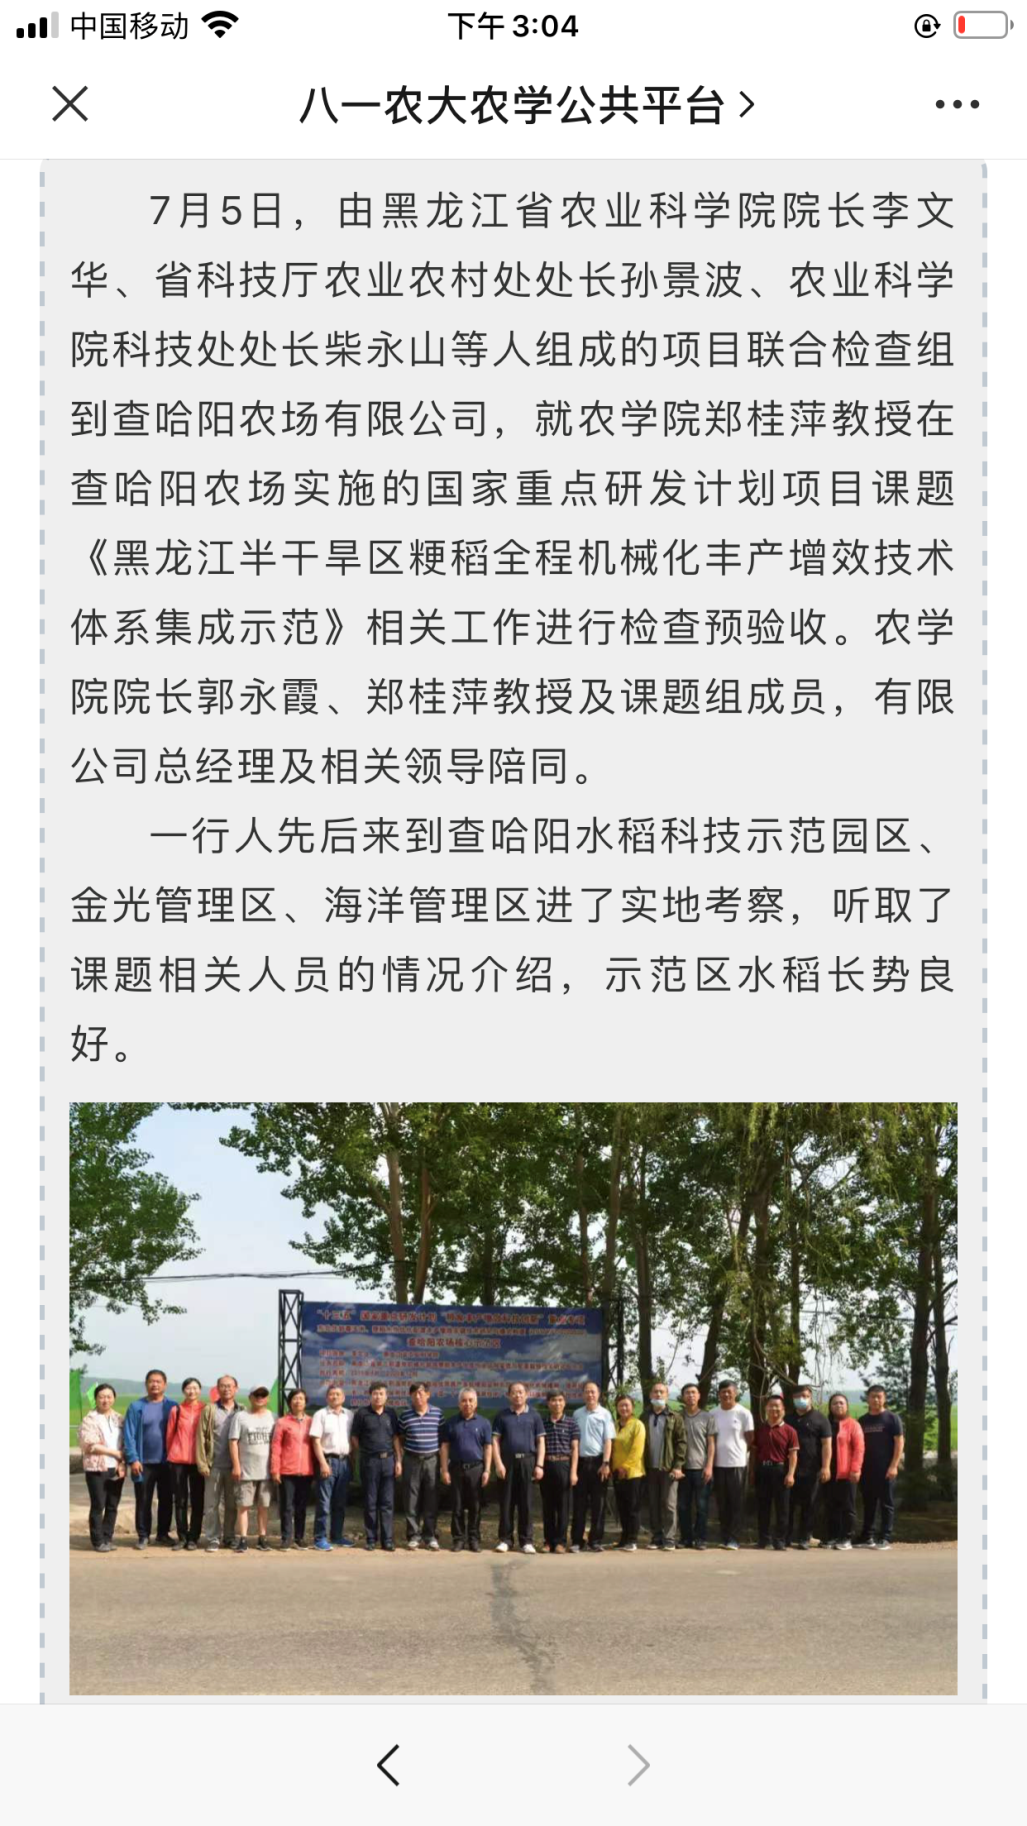 中国移动
下午3:04
八一农大农学公共平台
7月5日，由黑龙江省农业科学院院长李文
华、省科技厅农业农村处处长孙景波、农业科学
院科技处处长柴永山等人组成的项目联合检查组
到查哈阳农场有限公司，就农学院郑桂萍教授在
查哈阳农场实施的国家重点研发计划项目课题
《黑龙江半干旱区粳稻全程机械化丰产增效技术
体系集成示范》相关工作进行检查预验收。农学
院院长郭永霞、郑桂萍教授及课题组成员，有限
公司总经理及相关领导陪同。
一行人先后来到查哈阳水稻科技示范园区、
金光管理区、海洋管理区进了实地考察，听取了
课题相关人员的情况介绍，示范区水稻长势良
好。